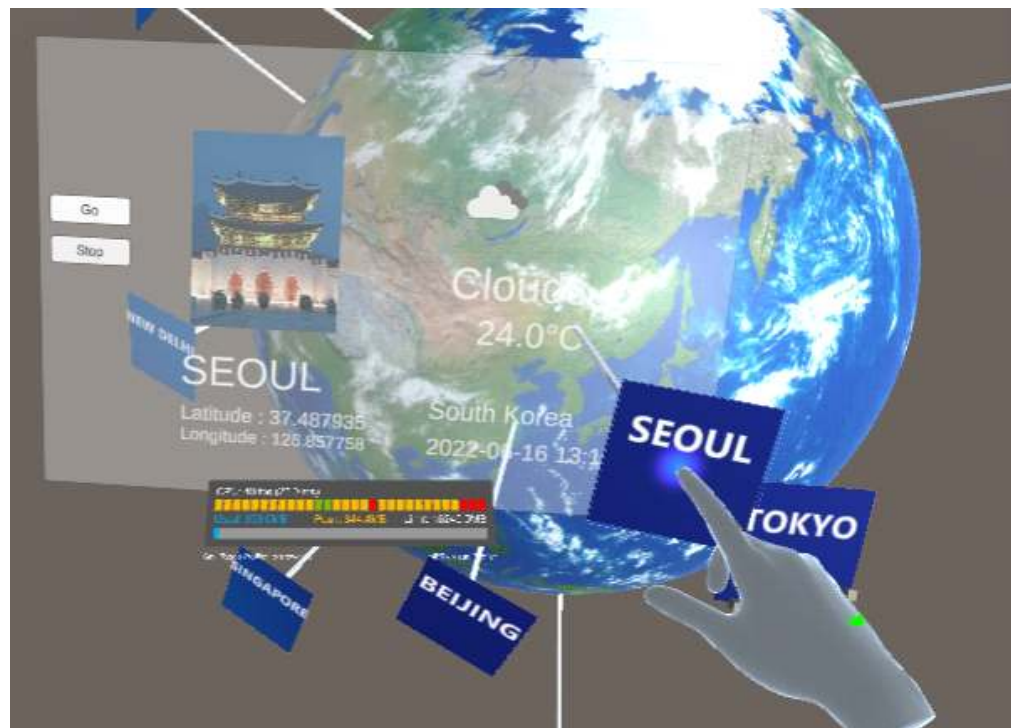 Go
Stop
NEW DELHI
SEOUL
Latitude : 37.487935
Longitude : 126.857758
24.0°C
South Korea
SEOUL
TOKYO
SINGAPORE
BEIJING